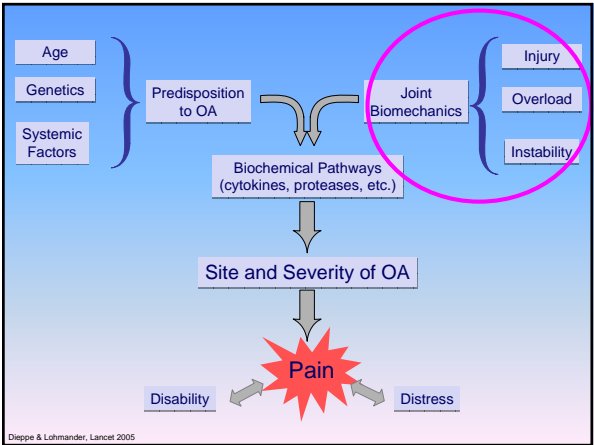 Age
Genetics
Systemic
Factors
Predisposition
to OA
Joint
Biomechanics
Injury
Overload
Instability
Biochemical Pathways
(cytokines, proteases, etc.)
Site and Severity of OA
Pain
Disability
Distress
Dieppe & Lohmander, Lancet 2005